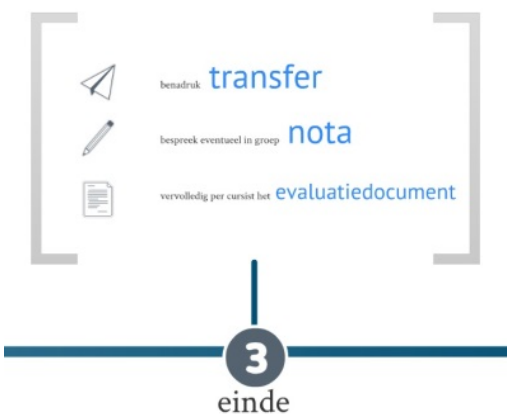 benadruk transfer
bespreek eventueel in groep nota
vervolledig per cursist het evaluatiedocument
3
einde